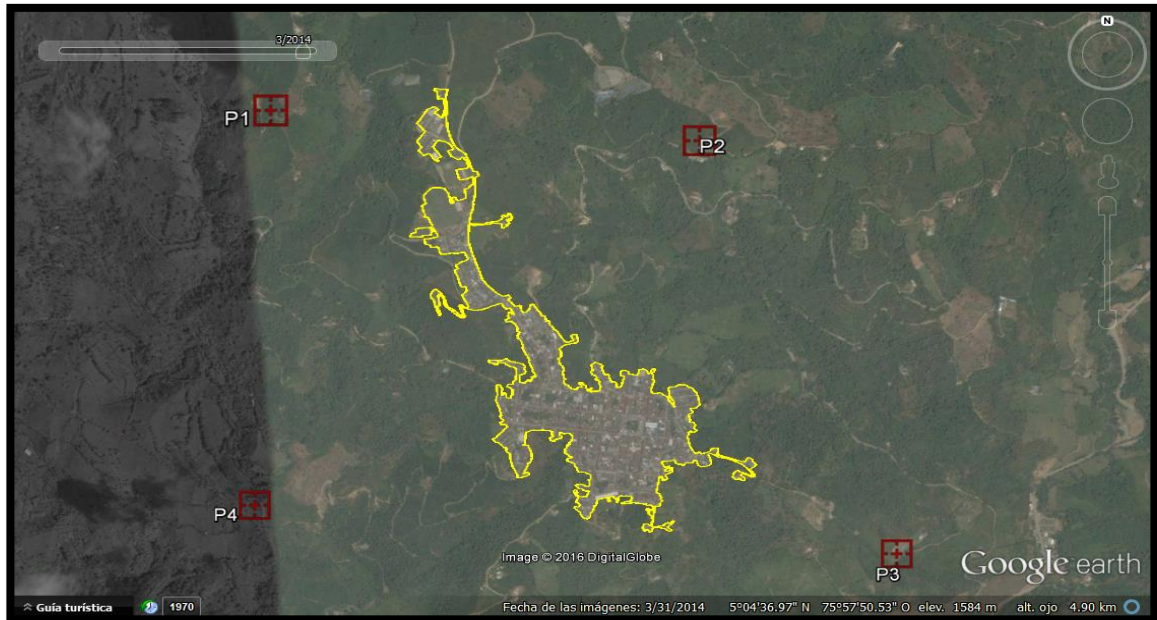 N
3/2014
P1
P2
P4
P3
Image © 2016 DigitalGlobe
Google earth
Guía turística
1970
Fecha de las imágenes: 3/31/2014 5°04'36.97" N 75°57'50.53" O elev. 1584 m alt. ojo 4.90 km